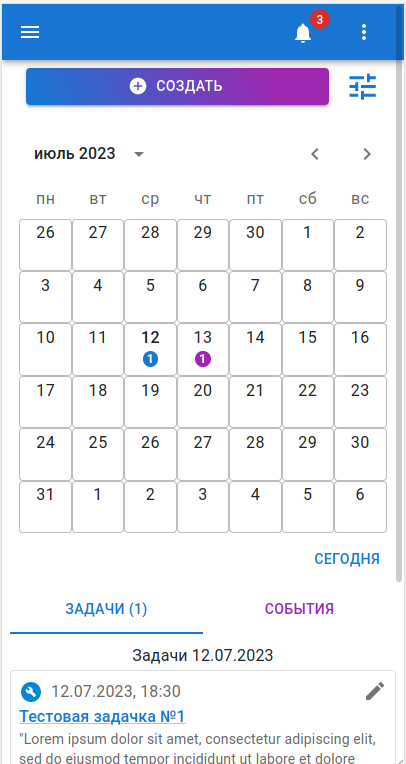 3
СОЗДАТЬ
июль 2023
пн вт ср чт пт сб вс
26 27 28 29 30 1 2
3 4 5 6 7 8 9
10 11 12 13 14 15 16
1 1
17 18 19 20 21 22 23
24 25 26 27 28 29 30
31 1 2 3 4 5 6
СЕГОДНЯ
ЗАДАЧИ (1) СОБЫТИЯ
Задачи 12.07.2023
12.07.2023, 18:30
Тестовая задачка №1
"Lorem ipsum dolor sit amet, consectetur adipiscing elit,
sed do eiusmod tempor incididunt ut labore et dolore